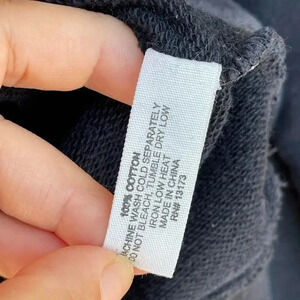 100% COTTON
MACHINE WASH COLD SEPARATELY
DO NOT BLEACH, TUMBLE DRY LOW
IRON LOW HEAT
MADE IN CHINA
RN# 13173